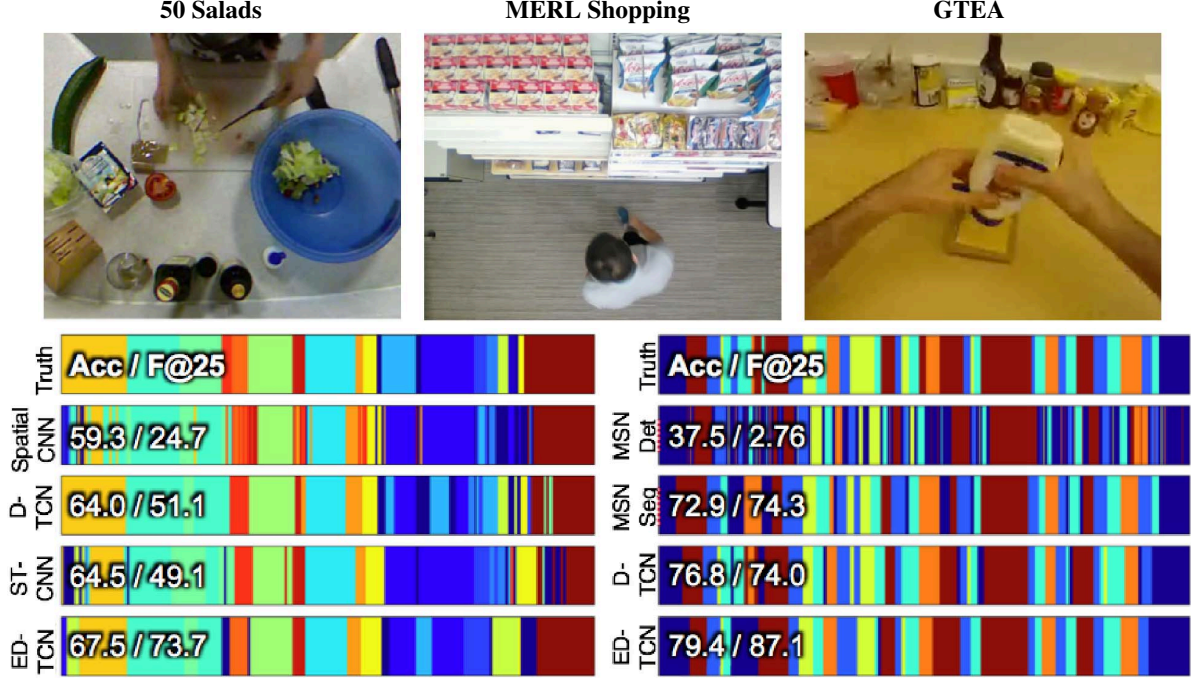 50 Salads
MERL Shopping
GTEA
Truth
Acc / F@25
Spatial
CNN
59.3 / 24.7
D-
TCN
64.0 / 51.1
ST-
CNN
64.5 / 49.1
ED-
TCN
67.5 / 73.7
Truth
Acc / F@25
MSN
Det
37.5 / 2.76
MSN
Seg
72.9 / 74.3
D-
TCN
76.8 / 74.0
ED-
TCN
79.4 / 87.1